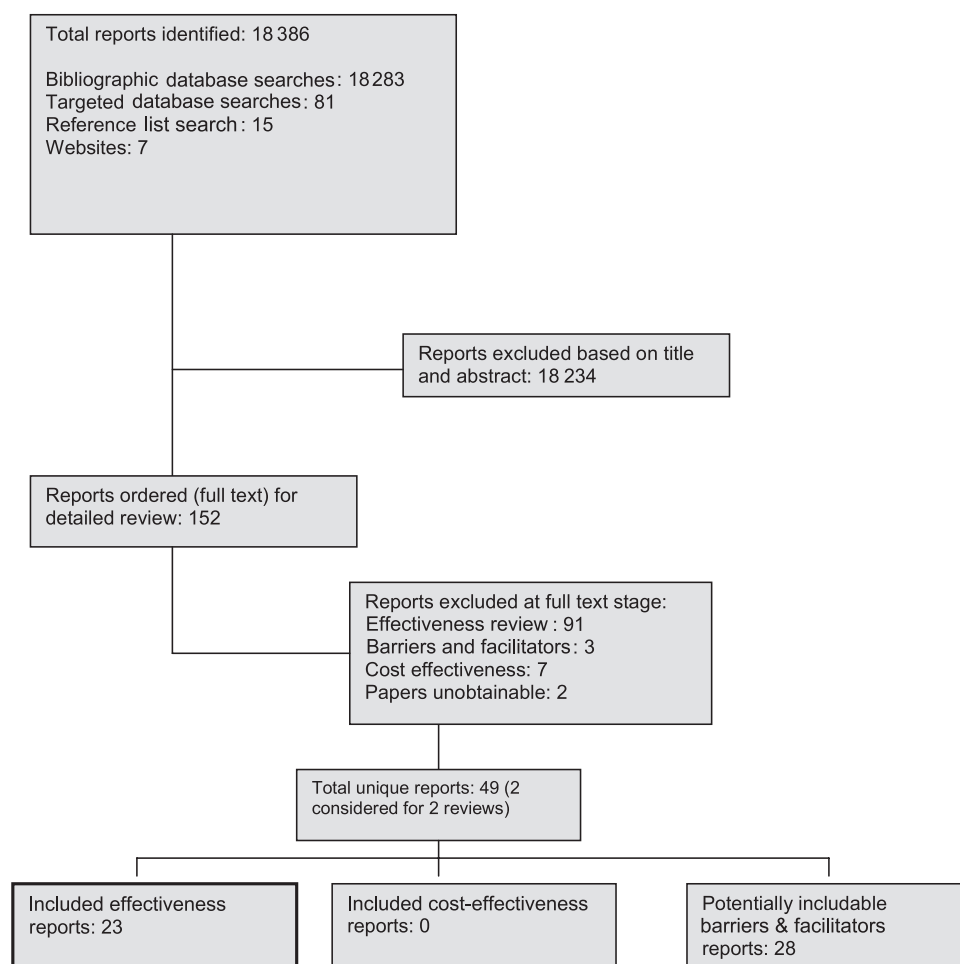 Total reports identified: 18 386
Bibliographic database searches: 18 283
Targeted database searches: 81
Reference list search: 15
Websites: 7
Reports excluded based on title
and abstract: 18 234
Reports ordered (full text) for
detailed review: 152
Reports excluded at full text stage:
Effectiveness review : 91
Barriers and facilitators: 3
Cost effectiveness: 7
Papers unobtainable: 2
Total unique reports: 49 (2
considered for 2 reviews)
Included effectiveness
reports: 23
Included cost-effectiveness
reports: 0
Potentially includable
barriers & facilitators
reports: 28